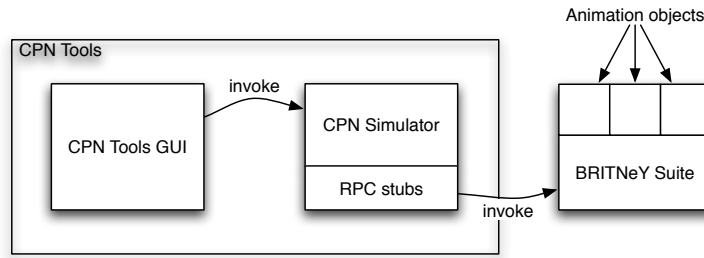 Animation objects
CPN Tools
invoke
CPN Tools GUI
CPN Simulator
RPC stubs
BRITNeY Suite
invoke